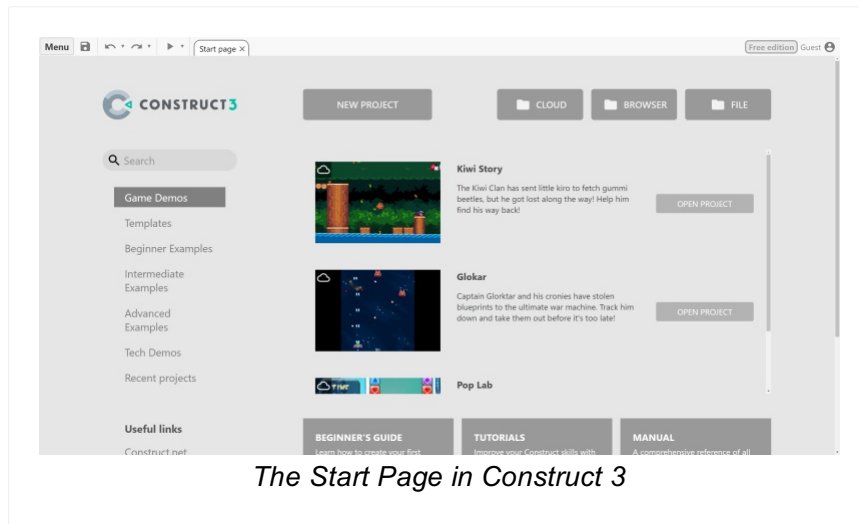 Menu
Start page ×
Free edition Guest
CONSTRUCT3
NEW PROJECT
CLOUD
BROWSER
FILE
Search
Game Demos
Templates
Beginner Examples
Intermediate
Examples
Advanced
Examples
Tech Demos
Recent projects
Useful links
Construct.net
Kiwi Story
The Kiwi Clan has sent little kiro to fetch gummi
beetles, but he got lost along the way! Help him
find his way back!
OPEN PROJECT
Glokar
Captain Glorktar and his cronies have stolen
blueprints to the ultimate war machine. Track him
down and take them out before it's too late!
OPEN PROJECT
TIME
Pop Lab
BEGINNER'S GUIDE
Learn how to create your first
TUTORIALS
Improve your Construct skills with
MANUAL
A comprehensive reference of all
The Start Page in Construct 3